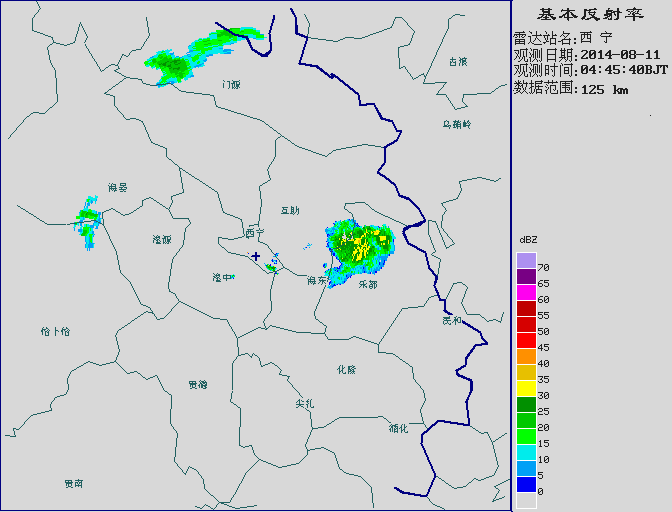 基本反射率
雷达站名:西 宁
观测日期:2014-08-11
观测时间:04:45:40BJT
数据范围:125 km
古浪
门源
乌鞘岭
海晏
互助
西宁
湟源
湟中
海东
乐都
民和
恰卜恰
化隆
贵德
尖扎
循化
贵南
dBZ
70
65
60
55
50
45
40
35
30
25
20
15
10
5
0